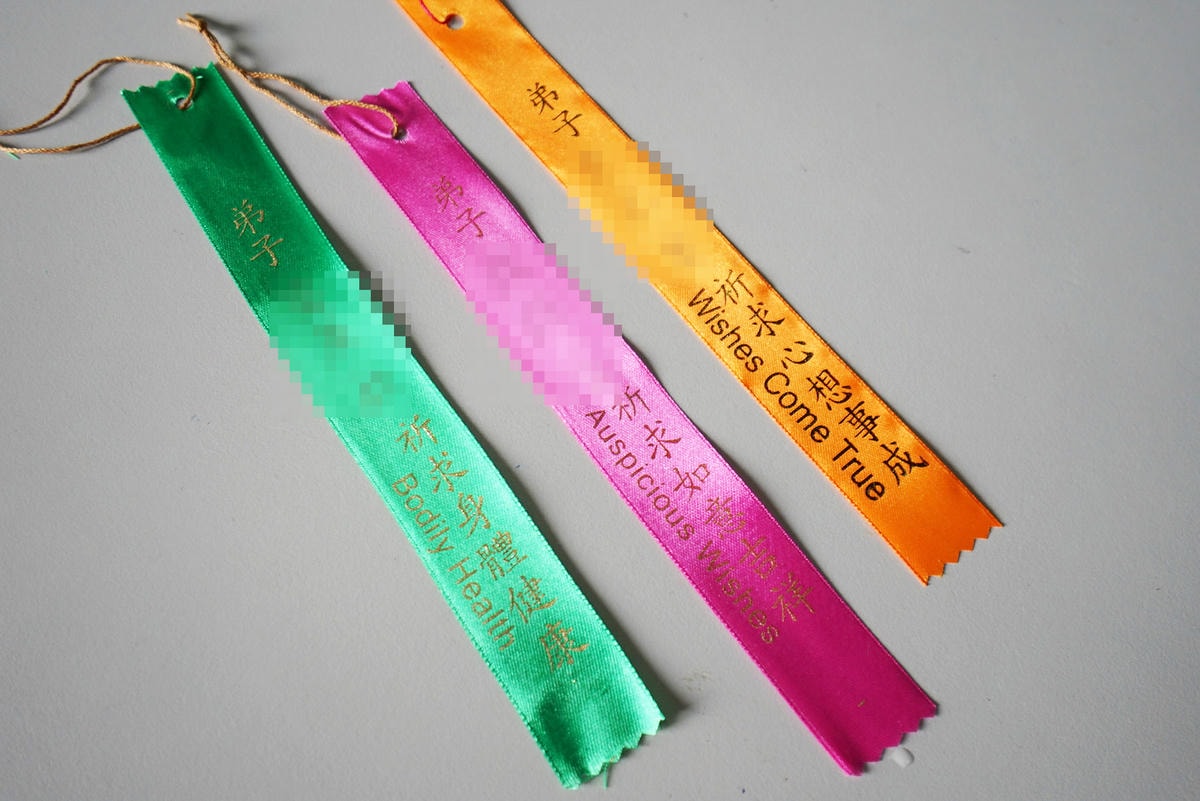 弟子
祈求身體健康
Bodily Health
弟子
祈求如意吉祥
Auspicious Wishes
弟子
祈求心想事成
Wishes Come True